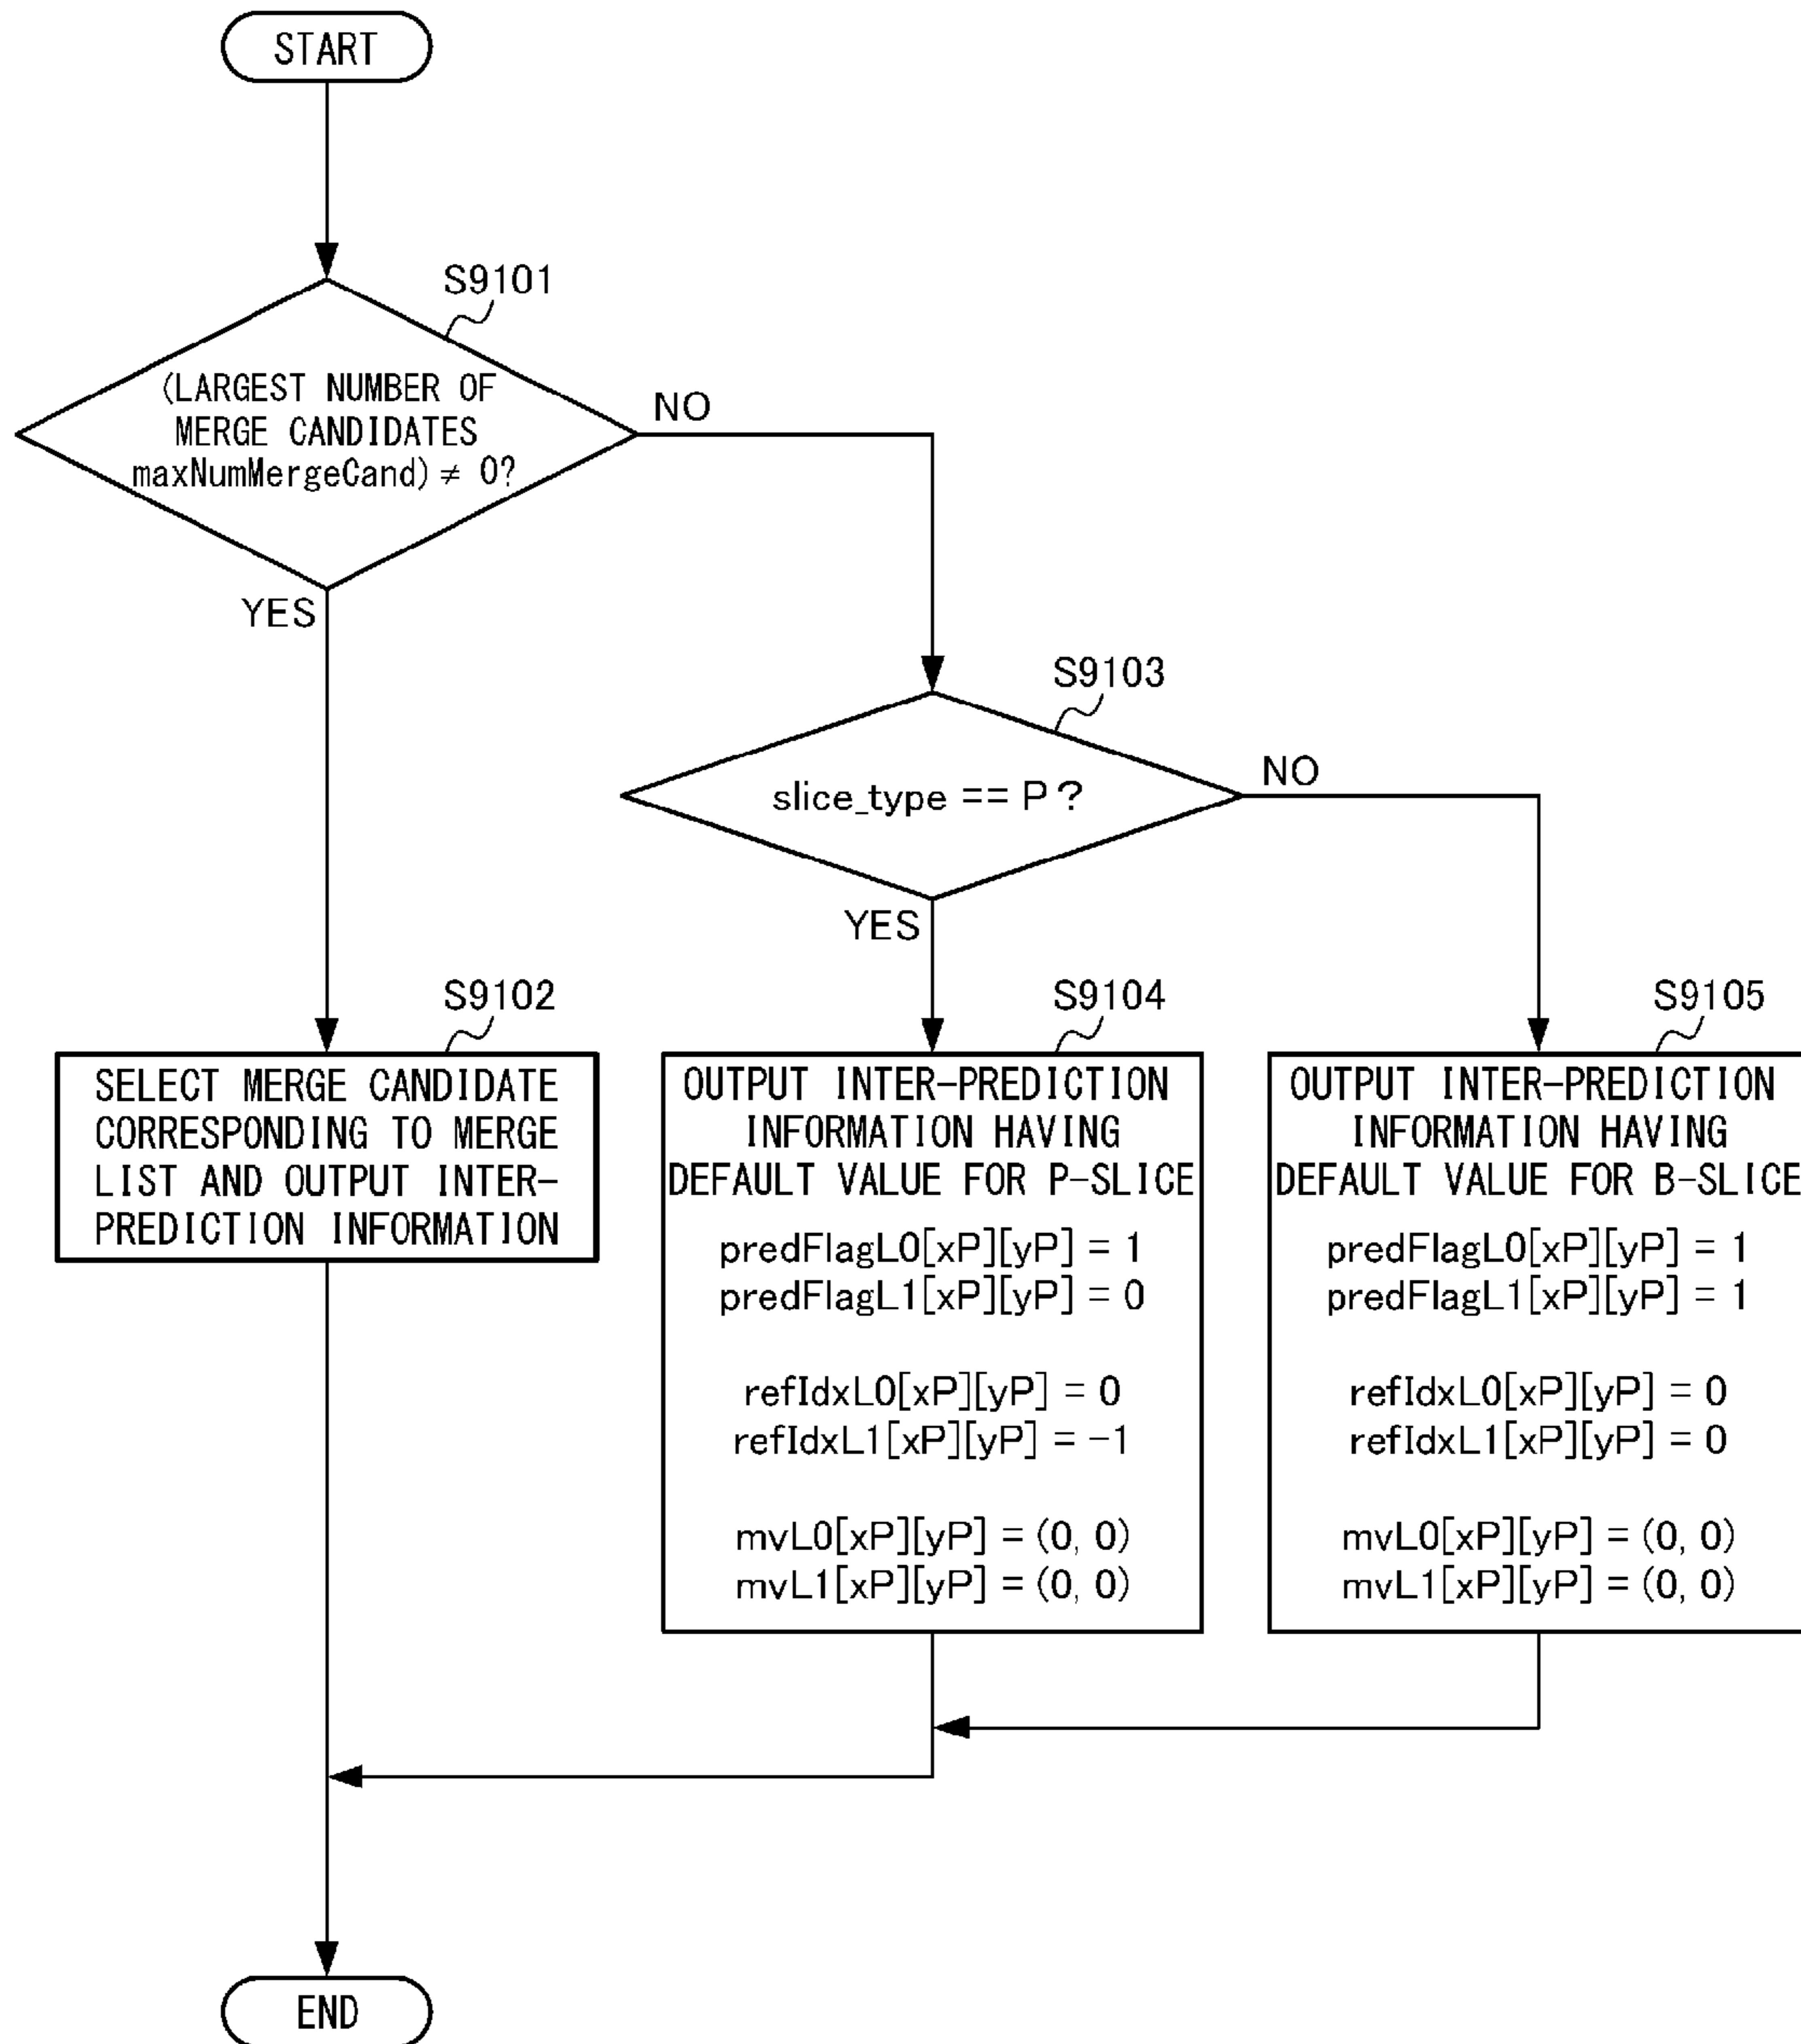 START
S9101
(LARGEST NUMBER OF
MERGE CANDIDATES
maxNumMergeCand) ≠ 0?
NO
YES
S9103
slice_type == P ?
NO
YES
S9102
SELECT MERGE CANDIDATE
CORRESPONDING TO MERGE
LIST AND OUTPUT INTER-
PREDICTION INFORMATION
S9104
OUTPUT INTER-PREDICTION
INFORMATION HAVING
DEFAULT VALUE FOR P-SLICE
predFlagL0[xP][yP] = 1
predFlagL1[xP][yP] = 0
refIdxL0[xP][yP] = 0
refIdxL1[xP][yP] = -1
mvL0[xP][yP] = (0, 0)
mvL1[xP][yP] = (0, 0)
S9105
OUTPUT INTER-PREDICTION
INFORMATION HAVING
DEFAULT VALUE FOR B-SLICE
predFlagL0[xP][yP] = 1
predFlagL1[xP][yP] = 1
refIdxL0[xP][yP] = 0
refIdxL1[xP][yP] = 0
mvL0[xP][yP] = (0, 0)
mvL1[xP][yP] = (0, 0)
END